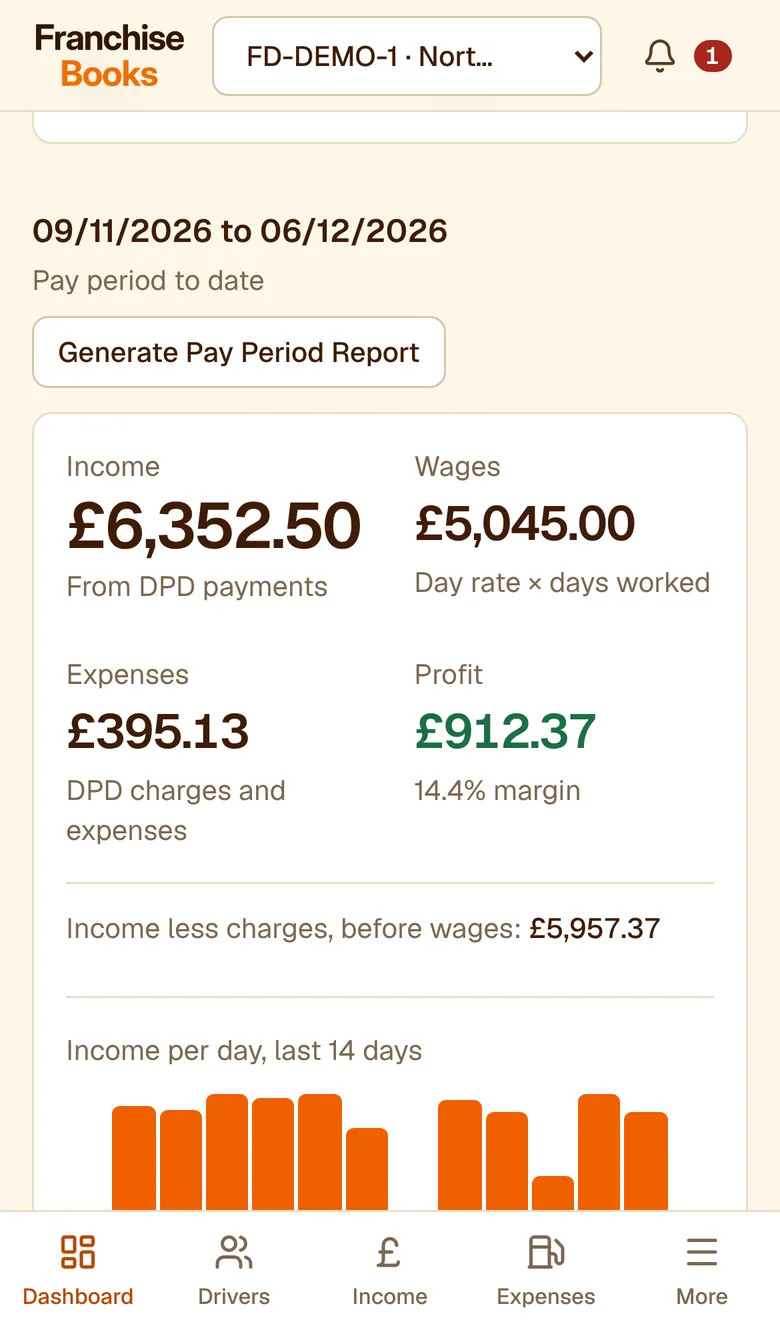 Franchise
Books
FD-DEMO-1 · Nort...
1
09/11/2026 to 06/12/2026
Pay period to date
Generate Pay Period Report
Income
£6,352.50
From DPD payments
Wages
£5,045.00
Day rate × days worked
Expenses
£395.13
DPD charges and
expenses
Profit
£912.37
14.4% margin
Income less charges, before wages: £5,957.37
Income per day, last 14 days
Dashboard
Drivers
Income
Expenses
More